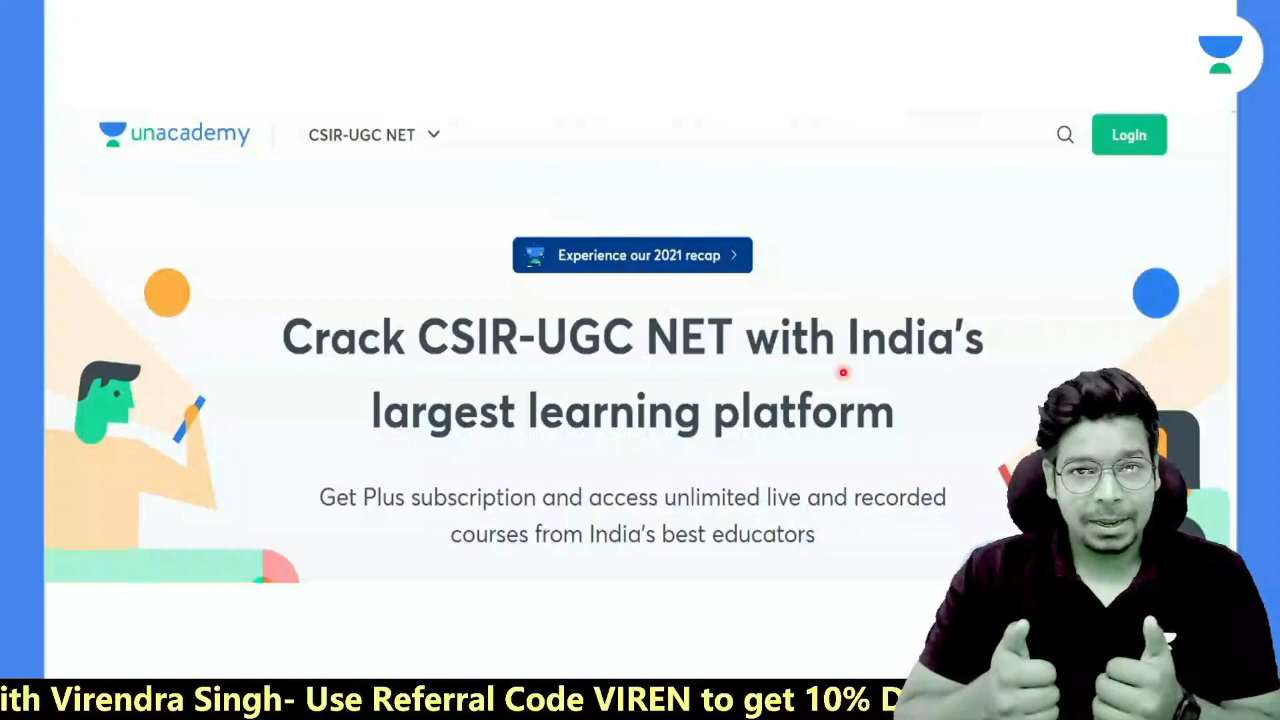 unacademy
CSIR-UGC NET
LogIn
Experience our 2021 recap
Crack CSIR-UGC NET with India's
largest learning platform
Get Plus subscription and access unlimited live and recorded
courses from India's best educators
ith Virendra Singh- Use Referral Code VIREN to get 10% D